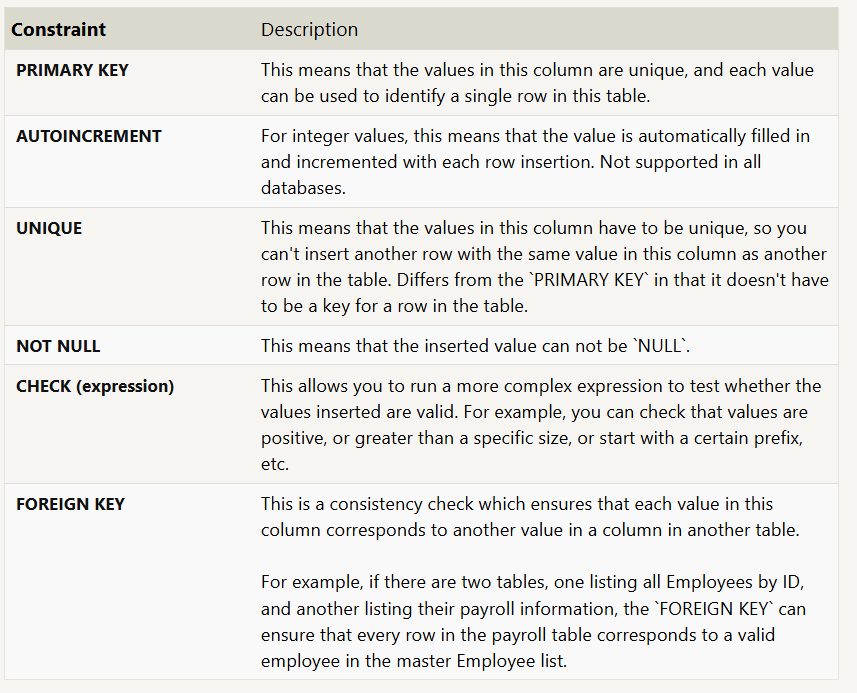 Constraint Description
PRIMARY KEY This means that the values in this column are unique, and each value
can be used to identify a single row in this table.
AUTOINCREMENT For integer values, this means that the value is automatically filled in
and incremented with each row insertion. Not supported in all
databases.
UNIQUE This means that the values in this column have to be unique, so you
can't insert another row with the same value in this column as another
row in the table. Differs from the `PRIMARY KEY` in that it doesn't have
to be a key for a row in the table.
NOT NULL This means that the inserted value can not be `NULL`.
CHECK (expression) This allows you to run a more complex expression to test whether the
values inserted are valid. For example, you can check that values are
positive, or greater than a specific size, or start with a certain prefix,
etc.
FOREIGN KEY This is a consistency check which ensures that each value in this
column corresponds to another value in a column in another table.
For example, if there are two tables, one listing all Employees by ID,
and another listing their payroll information, the `FOREIGN KEY` can
ensure that every row in the payroll table corresponds to a valid
employee in the master Employee list.